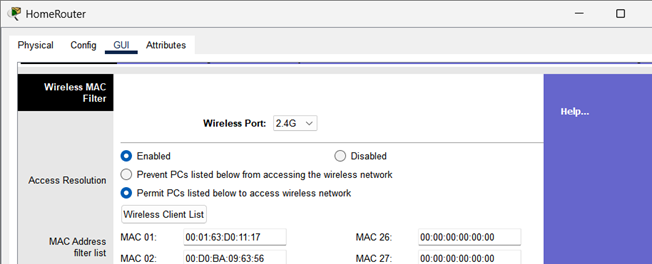 HomeRouter
Physical Config GUI Attributes
Wireless MAC
Filter
Wireless Port: 2.4G
Help...
Enabled Disabled
Prevent PCs listed below from accessing the wireless network
Access Resolution
Permit PCs listed below to access wireless network
Wireless Client List
MAC Address
filter list
MAC 01: 00:01:63:D0:11:17 MAC 26: 00:00:00:00:00:00
MAC 02: 00:D0:BA:09:63:56 MAC 27: 00:00:00:00:00:00